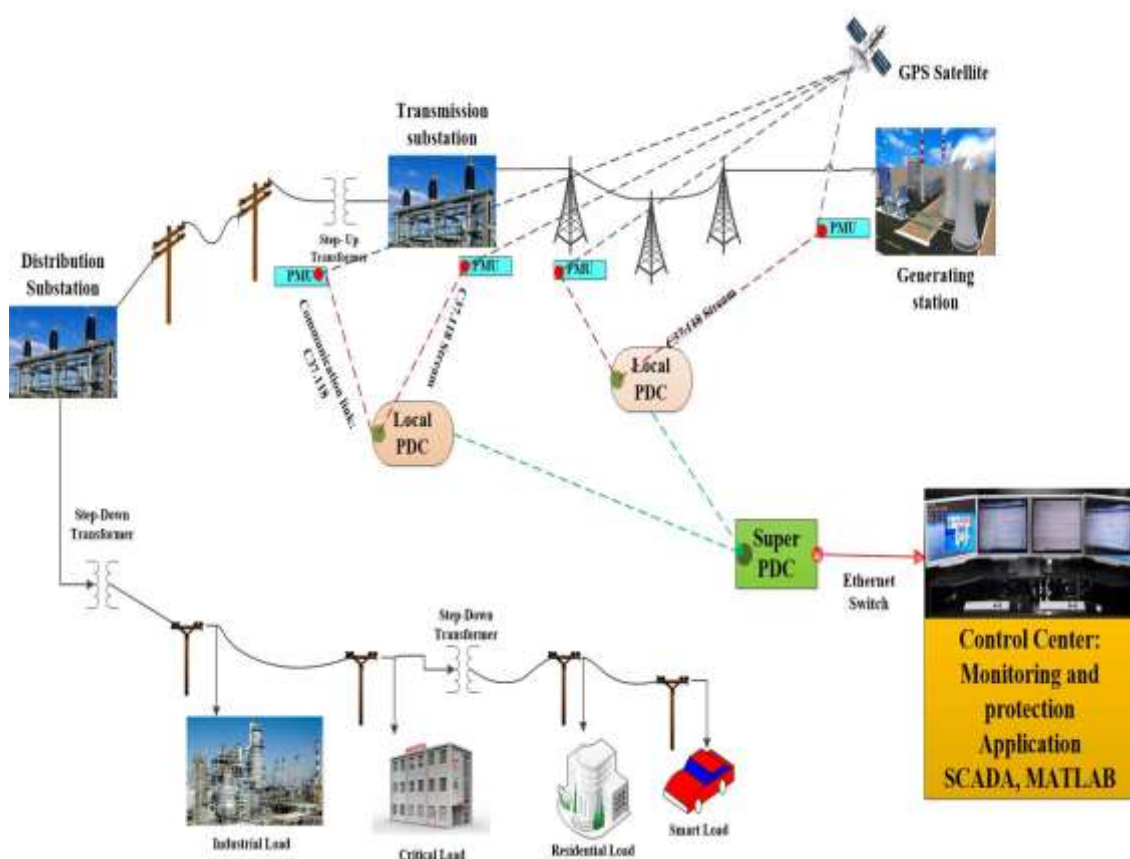 GPS Satellite
Transmission
substation
Step- Up
Transfomer
PMU
PMU
PMU
PMU
Generating
station
Distribution
Substation
Communication link:
C37.118
C37.118 Stream
C37.118 Stream
Local
PDC
Local
PDC
Step-Down
Transformer
Super
PDC
Ethernet
Switch
Step-Down
Transformer
Control Center:
Monitoring and
protection
Application
SCADA, MATLAB
Industrial Load
Critical Load
Residential Load
Smart Load